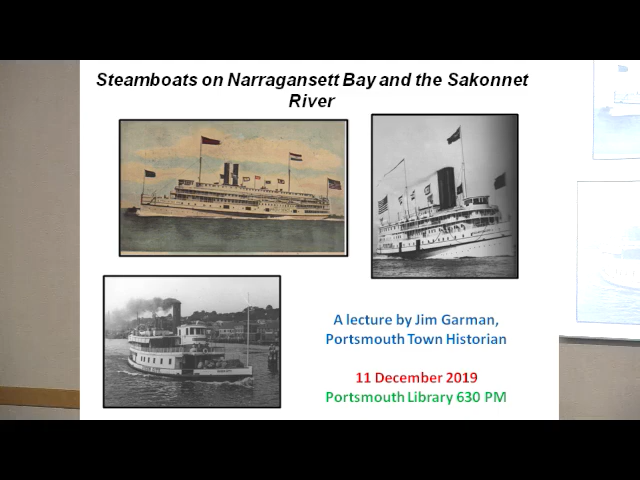 Steamboats on Narragansett Bay and the Sakonnet
River
A lecture by Jim Garman,
Portsmouth Town Historian
11 December 2019
Portsmouth Library 630 PM